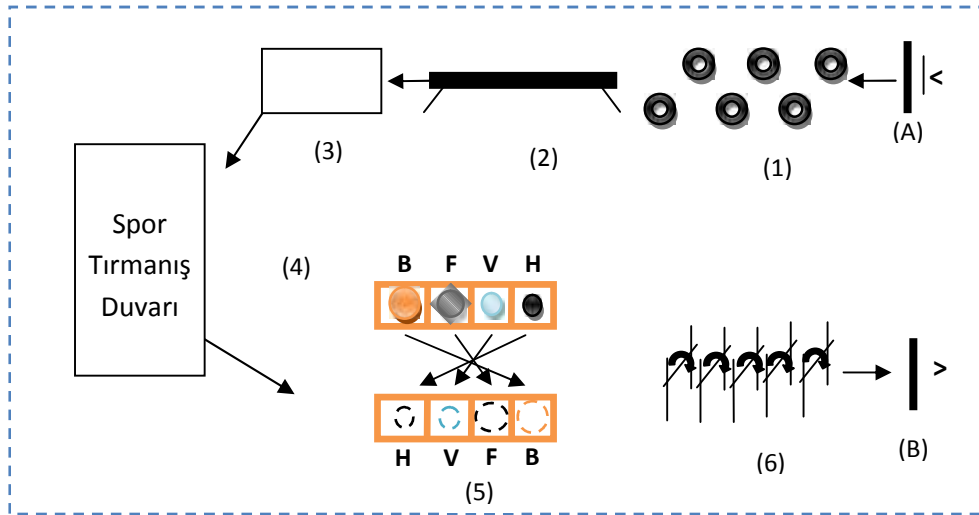 <
(A)
(3)
(2)
(1)
Spor
Tırmanış
Duvarı
(4)
B F V H
H V F B
(5)
(6)
>
(B)